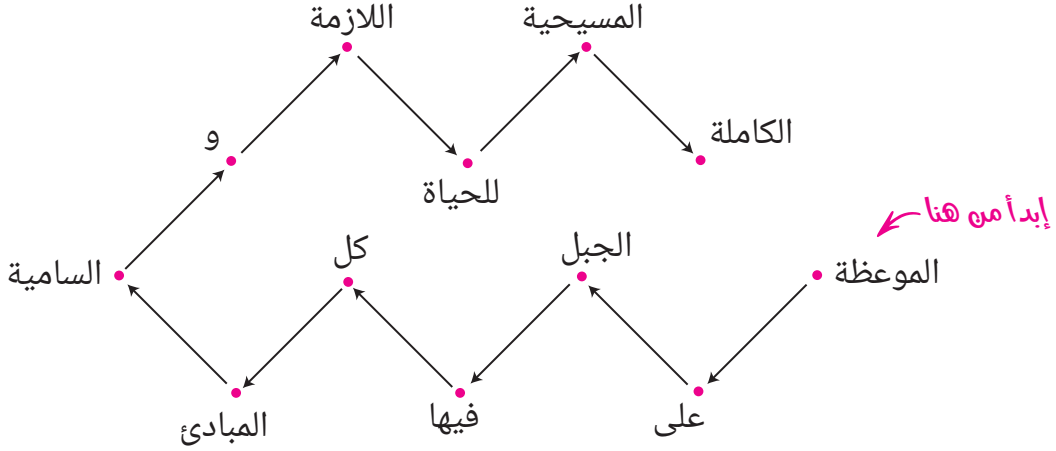 إبدأ من هنا
الموعظة
على
الجبل
فيها
كل
المبادئ
السامية
و
اللازمة
للحياة
المسيحية
الكاملة